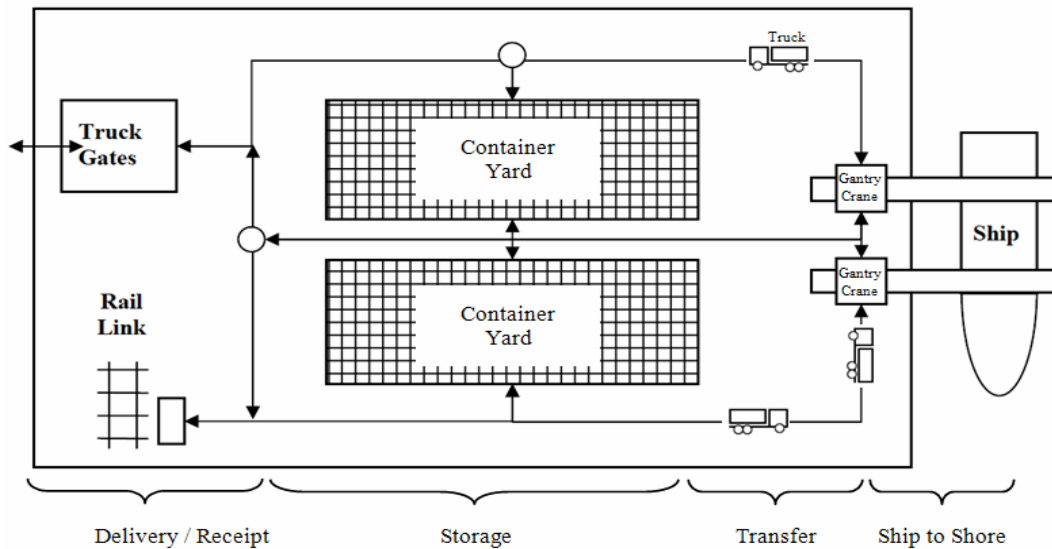 Truck
Truck
Gates
Container
Yard
Gantry
Crane
Ship
Gantry
Crane
Rail
Link
Container
Yard
Delivery / Receipt
Storage
Transfer
Ship to Shore